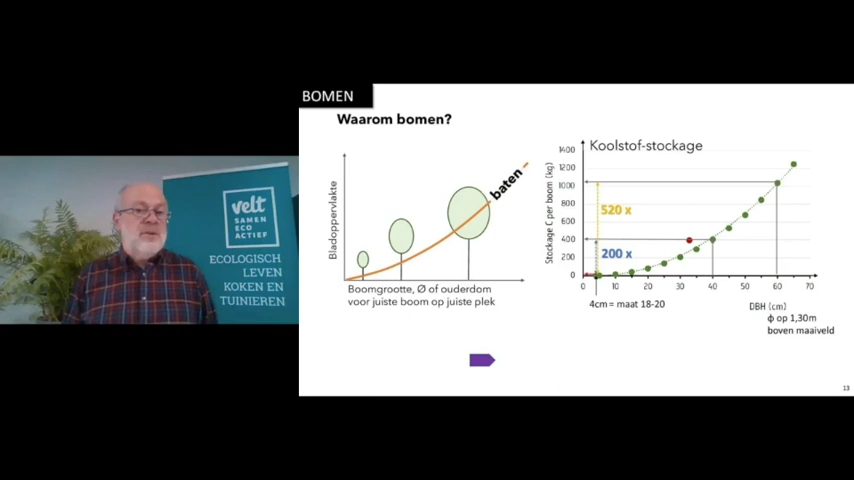 BOMEN
Waarom bomen?
Bladoppervlakte
baten
Boomgrootte, Ø of ouderdom
voor juiste boom op juiste plek
Koolstof-stockage
Stockage C per boom (kg)
1400
1200
1000
800
600
400
200
0
520 x
200 x
0 10 20 30 40 50 60 70
4cm = maat 18-20
DBH (cm)
ϕ op 1,30m
boven maaiveld
13
velt
SAMEN
ECO
ACTIEF
ECOLOGISCH
LEVEN
KOKEN EN
TUINIEREN